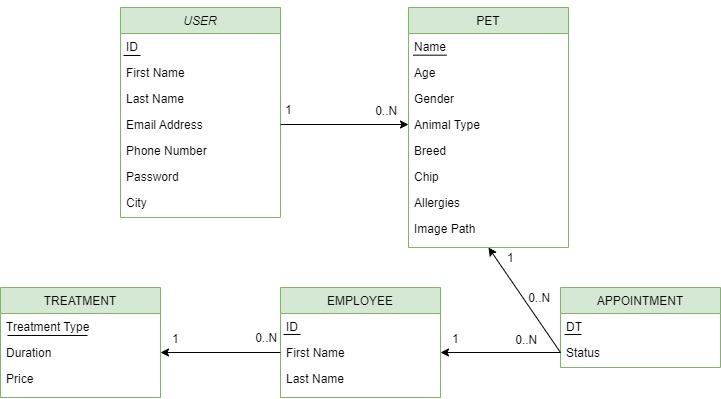 USER
ID
First Name
Last Name
Email Address
Phone Number
Password
City
1
0..N
PET
Name
Age
Gender
Animal Type
Breed
Chip
Allergies
Image Path
1
0..N
TREATMENT
Treatment Type
Duration
Price
1
0..N
EMPLOYEE
ID
First Name
Last Name
1
0..N
APPOINTMENT
DT
Status